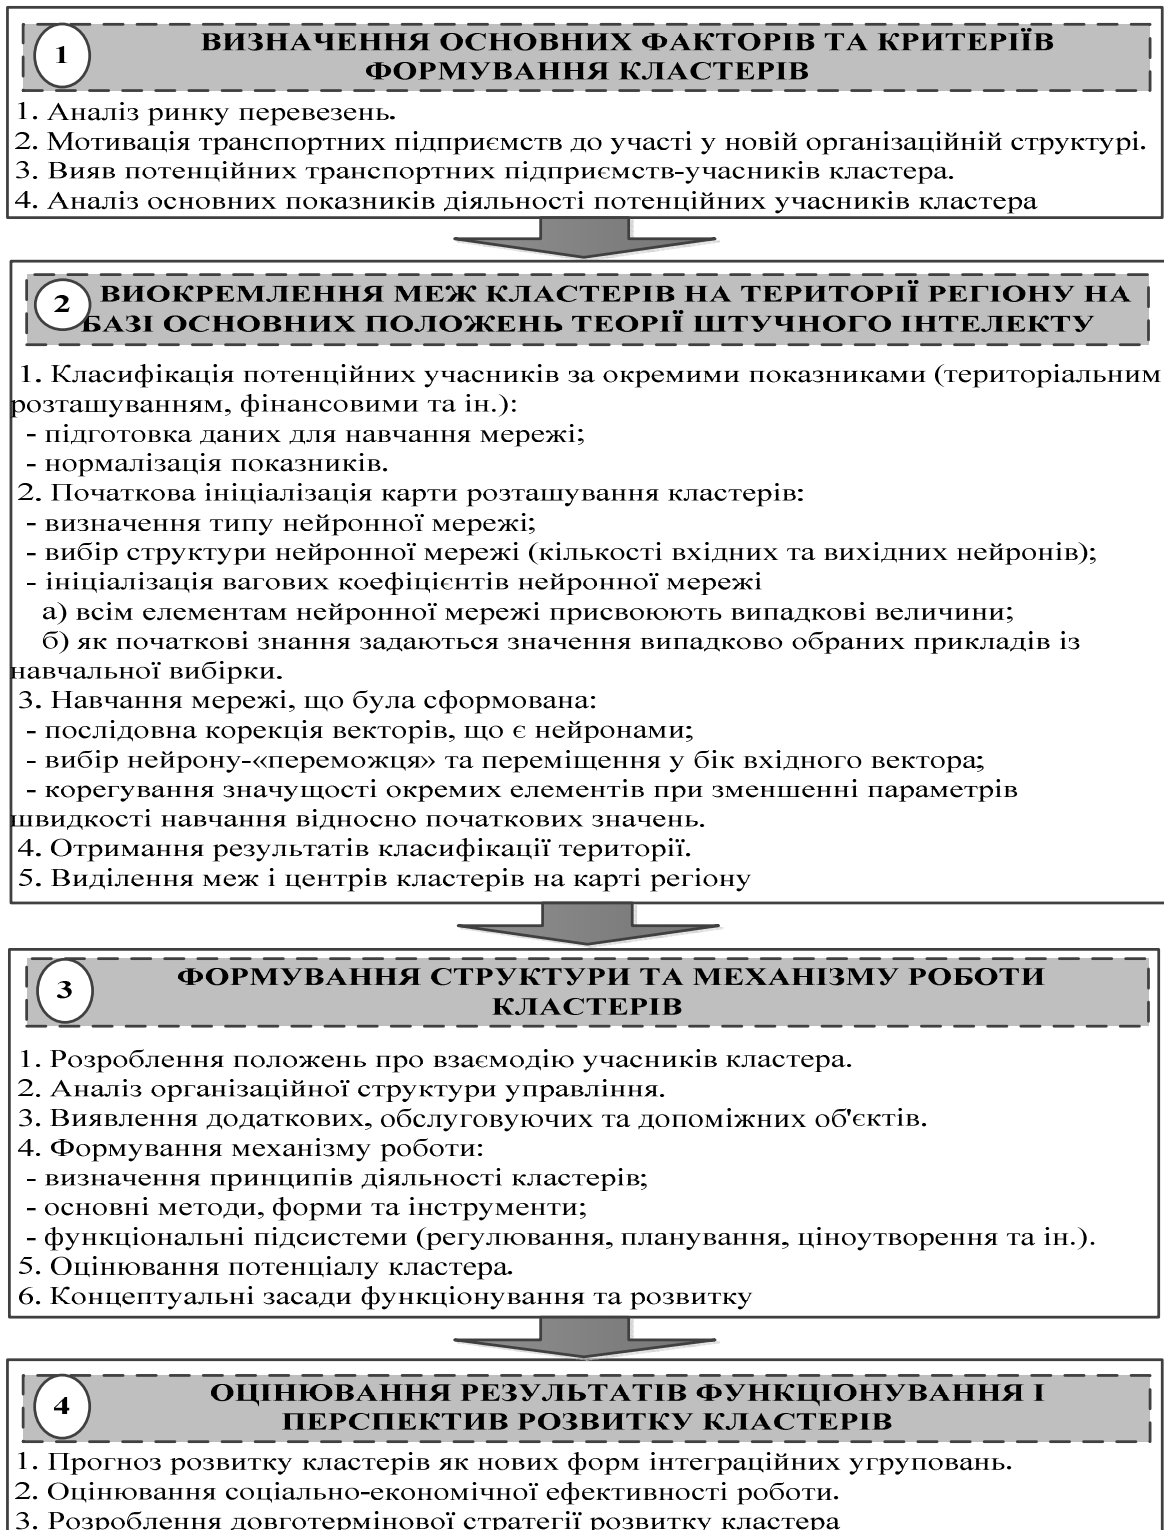 1
ВИЗНАЧЕННЯ ОСНОВНИХ ФАКТОРІВ ТА КРИТЕРІЇВ
ФОРМУВАННЯ КЛАСТЕРІВ
1. Аналіз ринку перевезень.
2. Мотивація транспортних підприємств до участі у новій організаційній структурі.
3. Вияв потенційних транспортних підприємств-учасників кластера.
4. Аналіз основних показників діяльності потенційних учасників кластера
2
ВИОКРЕМЛЕННЯ МЕЖ КЛАСТЕРІВ НА ТЕРИТОРІЇ РЕГІОНУ НА
БАЗІ ОСНОВНИХ ПОЛОЖЕНЬ ТЕОРІЇ ШТУЧНОГО ІНТЕЛЕКТУ
1. Класифікація потенційних учасників за окремими показниками (територіальним
розташуванням, фінансовими та ін.):
- підготовка даних для навчання мережі;
- нормалізація показників.
2. Початкова ініціалізація карти розташування кластерів:
- визначення типу нейронної мережі;
- вибір структури нейронної мережі (кількості вхідних та вихідних нейронів);
- ініціалізація вагових коефіцієнтів нейронної мережі
а) всім елементам нейронної мережі присвоюють випадкові величини;
б) як початкові знання задаються значення випадково обраних прикладів із
навчальної вибірки.
3. Навчання мережі, що була сформована:
- послідовна корекція векторів, що є нейронами;
- вибір нейрону-«переможця» та переміщення у бік вхідного вектора;
- корегування значущості окремих елементів при зменшенні параметрів
швидкості навчання відносно початкових значень.
4. Отримання результатів класифікації території.
5. Виділення меж і центрів кластерів на карті регіону
3
ФОРМУВАННЯ СТРУКТУРИ ТА МЕХАНІЗМУ РОБОТИ
КЛАСТЕРІВ
1. Розроблення положень про взаємодію учасників кластера.
2. Аналіз організаційної структури управління.
3. Виявлення додаткових, обслуговуючих та допоміжних об'єктів.
4. Формування механізму роботи:
- визначення принципів діяльності кластерів;
- основні методи, форми та інструменти;
- функціональні підсистеми (регулювання, планування, ціноутворення та ін.).
5. Оцінювання потенціалу кластера.
6. Концептуальні засади функціонування та розвитку
4
ОЦІНЮВАННЯ РЕЗУЛЬТАТІВ ФУНКЦІОНУВАННЯ І
ПЕРСПЕКТИВ РОЗВИТКУ КЛАСТЕРІВ
1. Прогноз розвитку кластерів як нових форм інтеграційних угруповань.
2. Оцінювання соціально-економічної ефективності роботи.
3. Розроблення довготермінової стратегії розвитку кластера